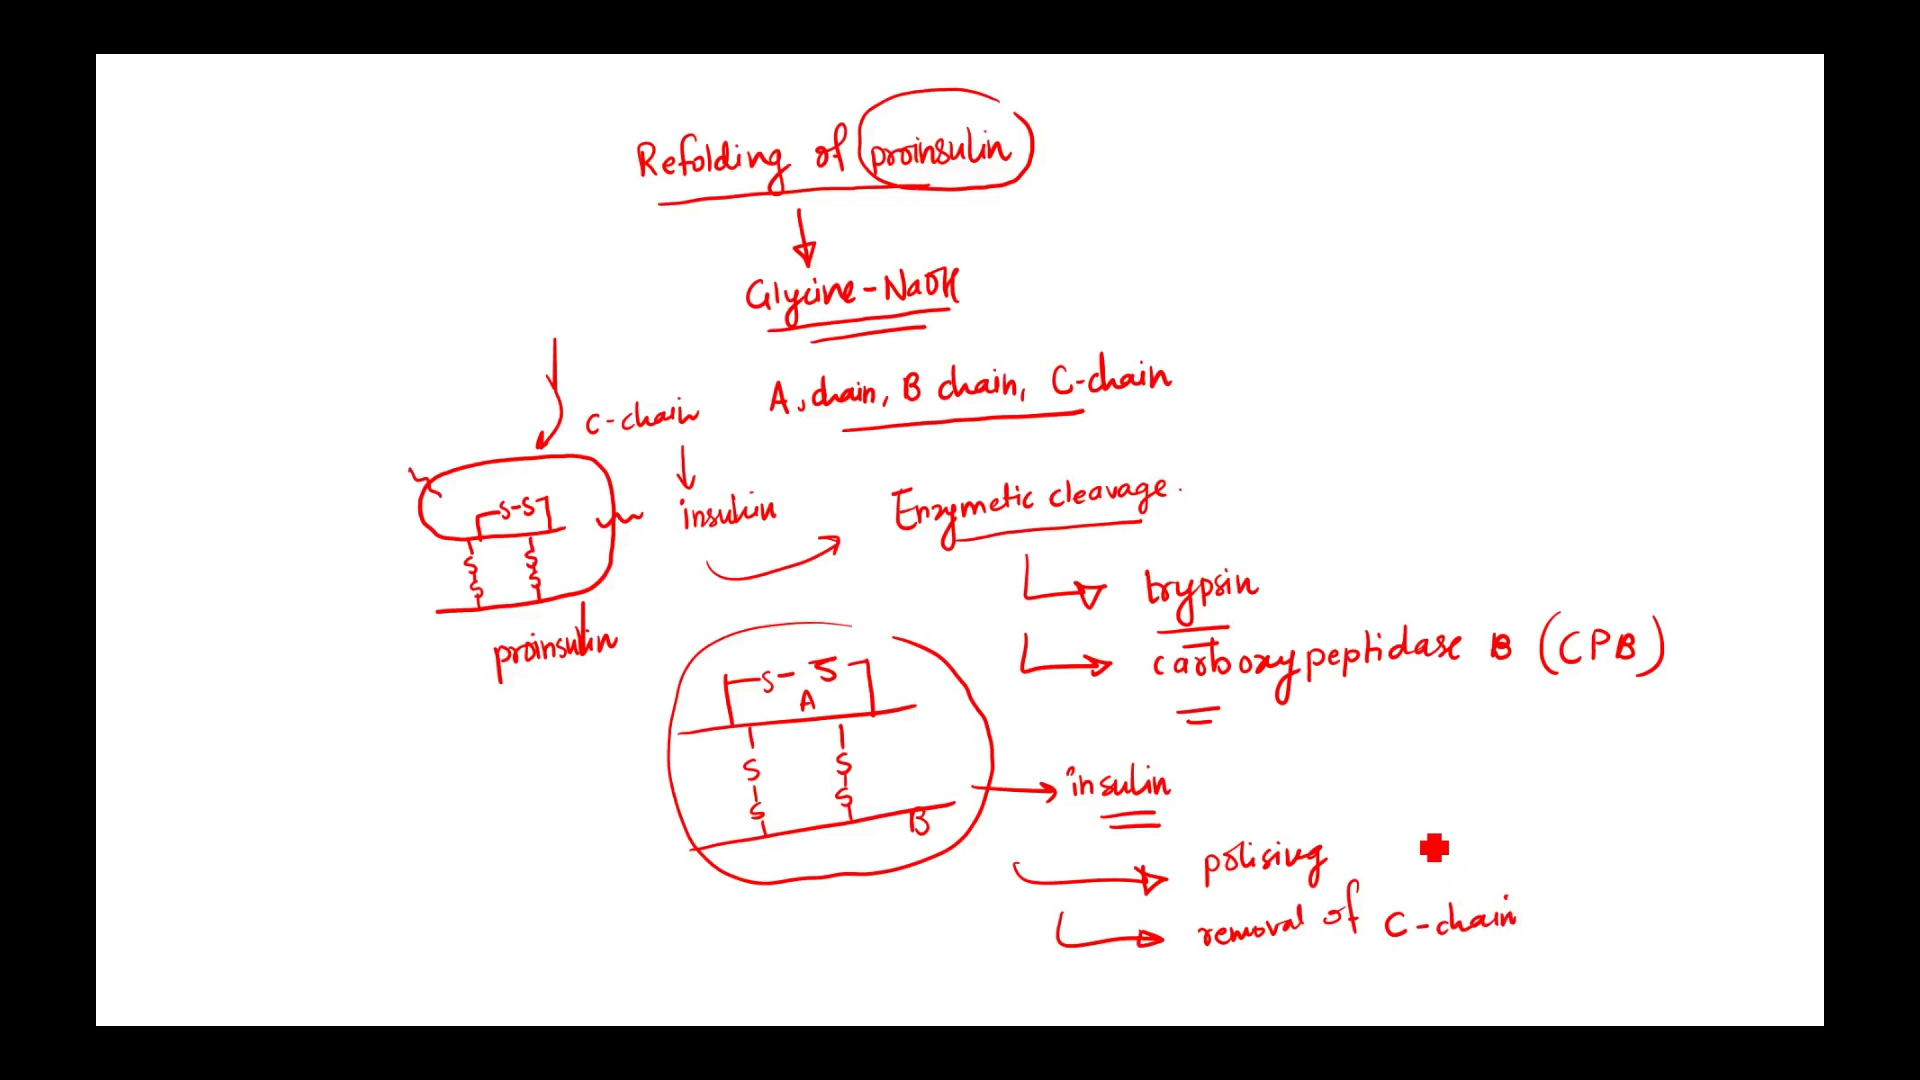 Refolding of proinsulin
Glycine-NaOH
A chain, B chain, C-chain
C-chain
insulin
S-S
S
S
S
S
proinsulin
Enzymetic cleavage.
trypsin
carboxypeptidase B (CPB)
S-S
A
S
S
S
S
B
insulin
polising
removal of C-chain